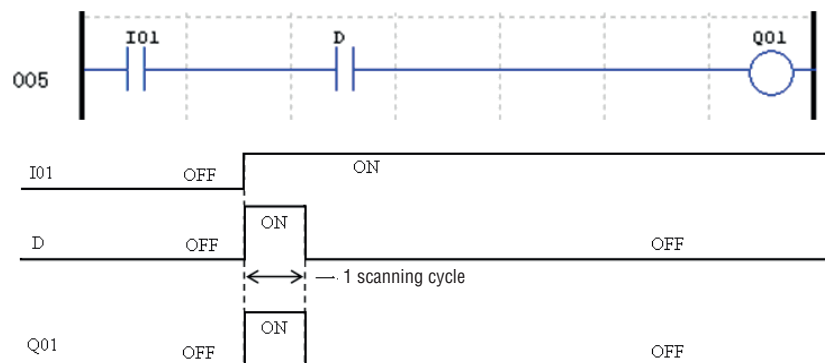 I01 D Q01
005
I01 OFF ON
ON
D OFF OFF
1 scanning cycle
ON
Q01 OFF OFF